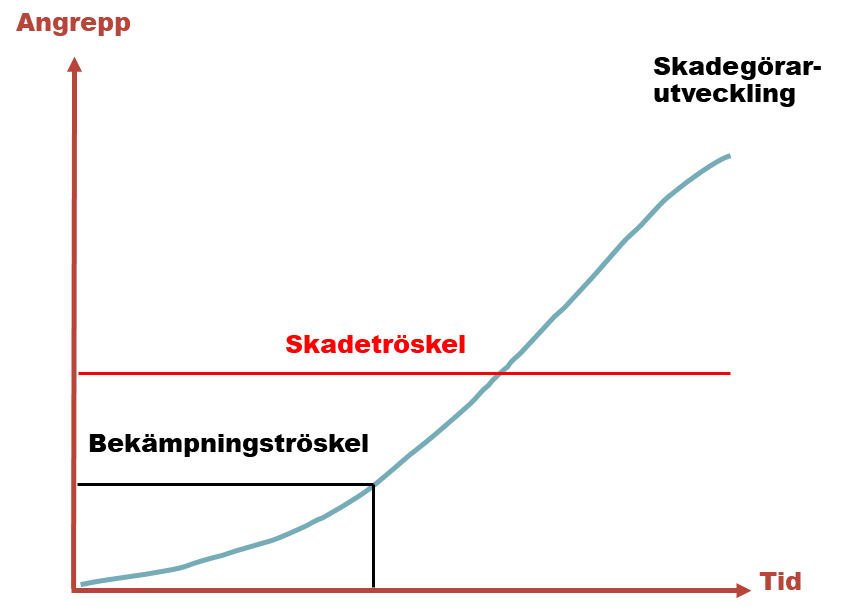 Angrepp
Skadegörar-
utveckling
Skadetröskel
Bekämpningströskel
Tid